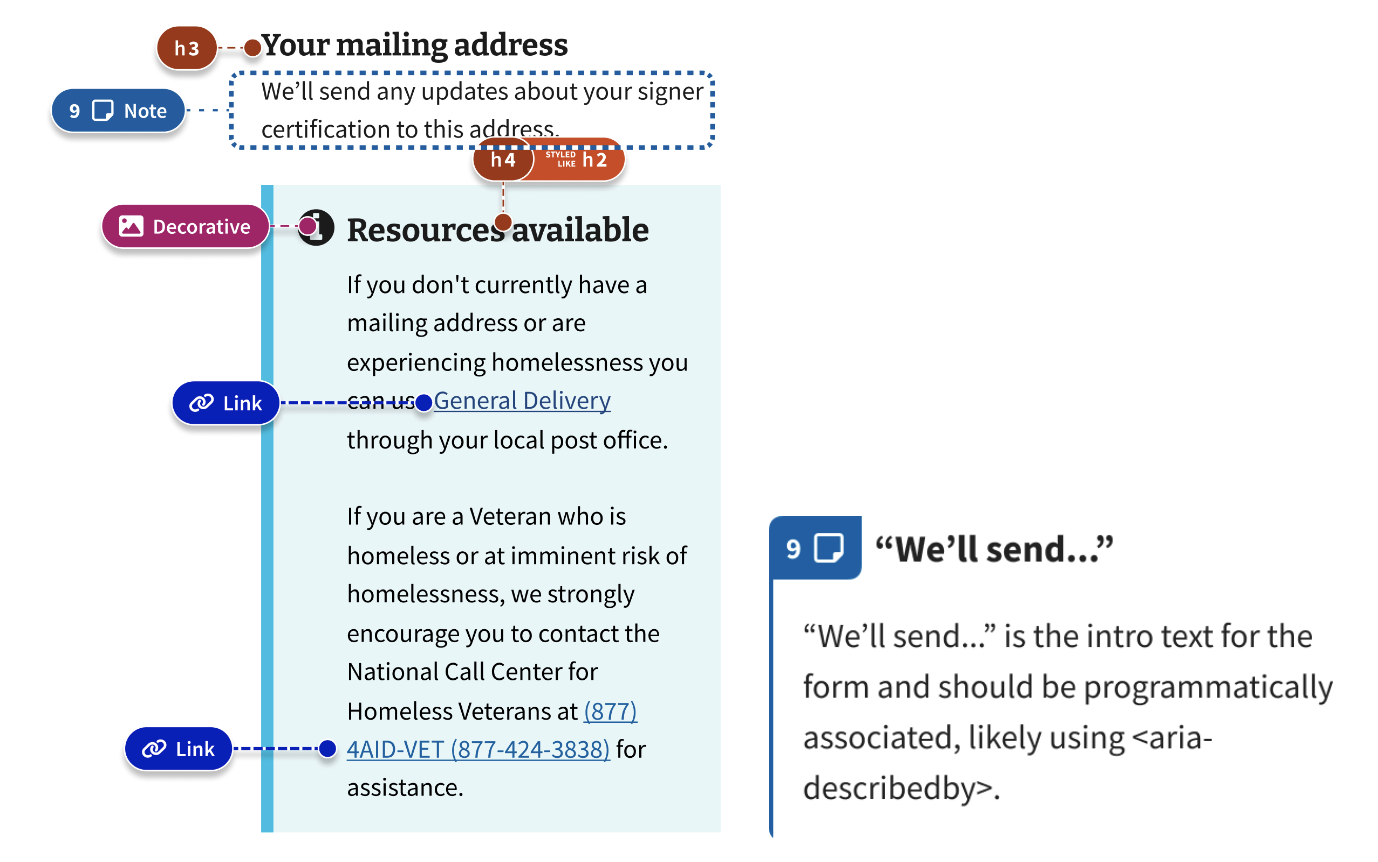 h3
Your mailing address
9 Note
We’ll send any updates about your signer
certification to this address.
h4 STYLED LIKE h2
Decorative
Resources available
If you don't currently have a
mailing address or are
experiencing homelessness you
Link
can us General Delivery
through your local post office.
If you are a Veteran who is
homeless or at imminent risk of
homelessness, we strongly
encourage you to contact the
National Call Center for
Homeless Veterans at (877)
Link
4AID-VET (877-424-3838) for
assistance.
9 “We’ll send...”
“We’ll send...” is the intro text for the
form and should be programmatically
associated, likely using <aria-
describedby>.